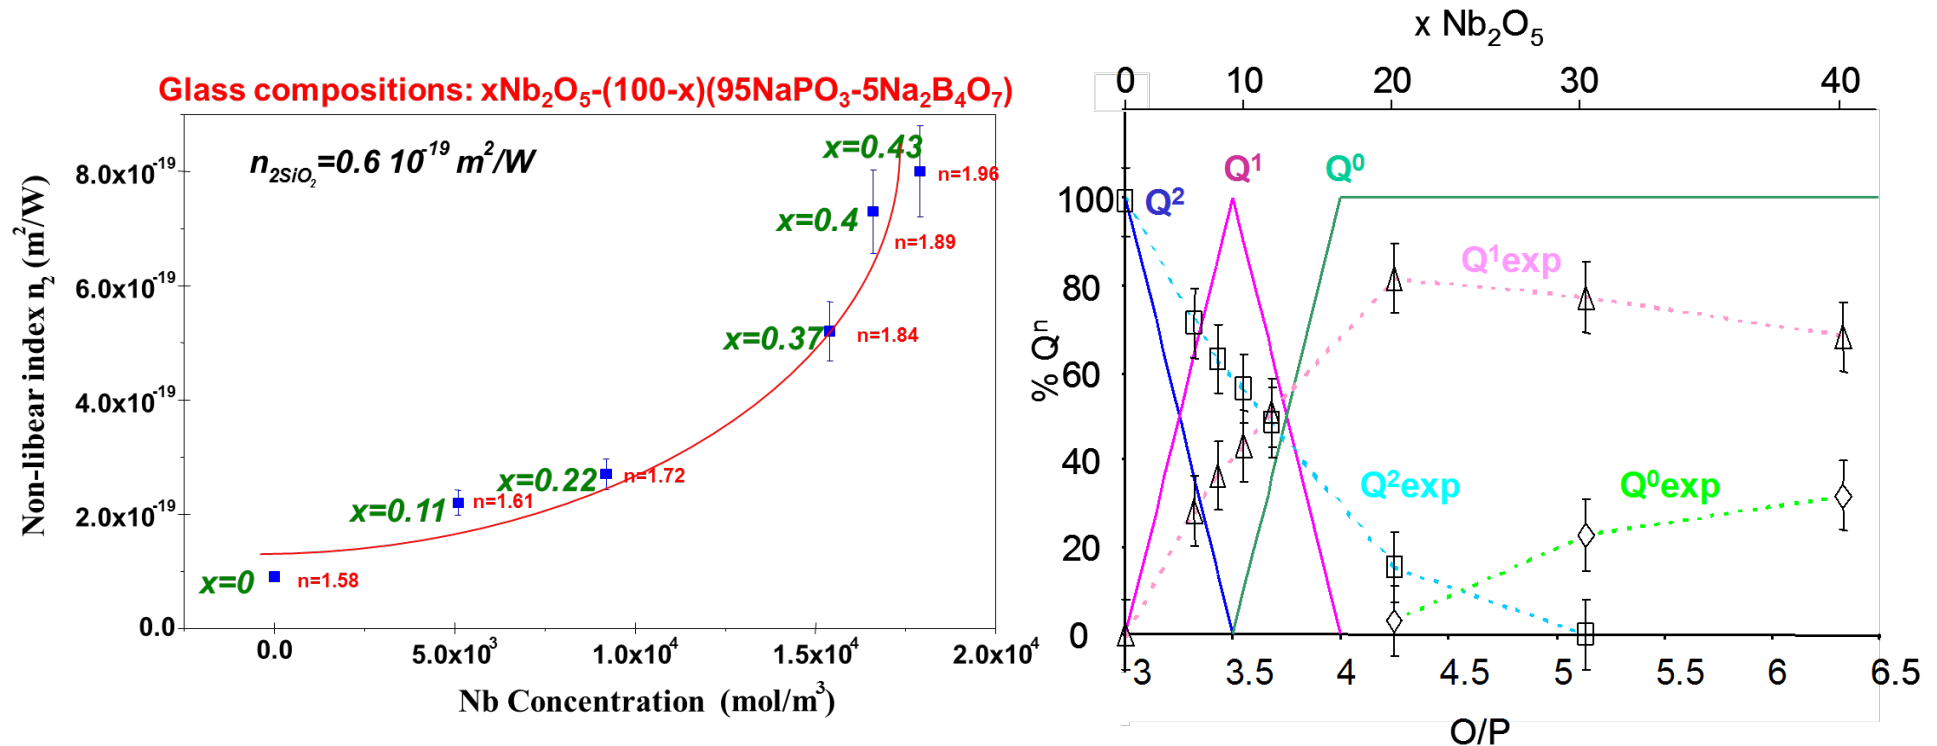 Glass compositions: xNb₂O₅-(100-x)(95NaPO₃-5Na₂B₄O₇)
n₂SiO₂=0.6 10⁻¹⁹ m²/W
Non-libear index n₂ (m²/W)
8.0x10⁻¹⁹
6.0x10⁻¹⁹
4.0x10⁻¹⁹
2.0x10⁻¹⁹
0.0
x=0.43
n=1.96
x=0.4
n=1.89
x=0.37
n=1.84
x=0.22
n=1.72
x=0.11
n=1.61
x=0
n=1.58
0.0 5.0x10³ 1.0x10⁴ 1.5x10⁴ 2.0x10⁴
Nb Concentration (mol/m³)
x Nb₂O₅
0 10 20 30 40
Q¹ Q⁰
Q²
Q¹exp
Q²exp Q⁰exp
% Qⁿ
100
80
60
40
20
0
3 3.5 4 4.5 5 5.5 6 6.5
O/P